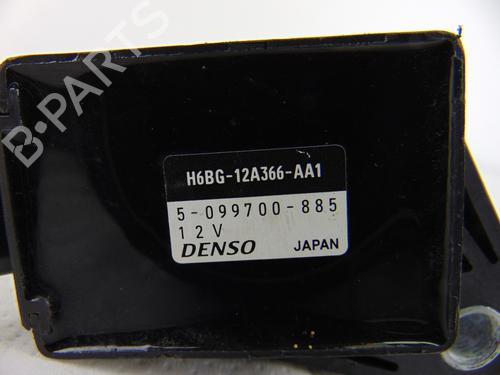 H6BG-12A366-AA1
5-099700-885
12V
DENSO JAPAN
B-PARTS